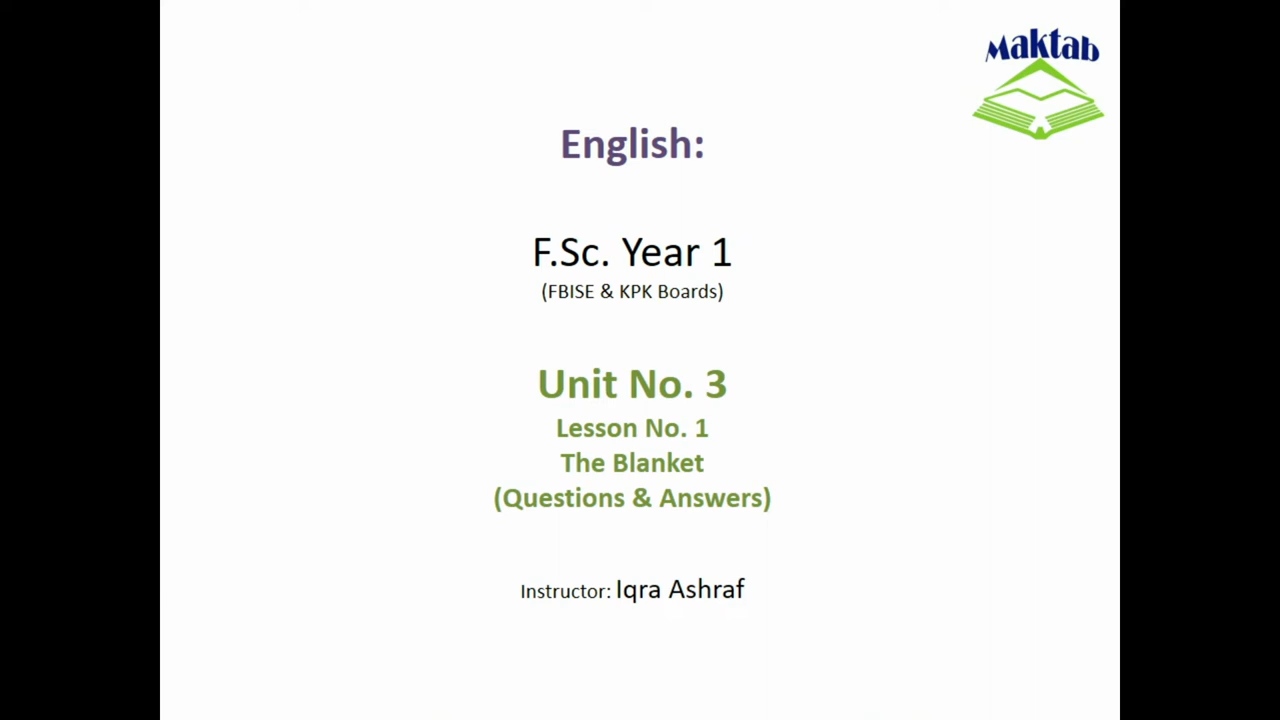 Maktab
English:
F.Sc. Year 1
(FBISE & KPK Boards)
Unit No. 3
Lesson No. 1
The Blanket
(Questions & Answers)
Instructor: Iqra Ashraf